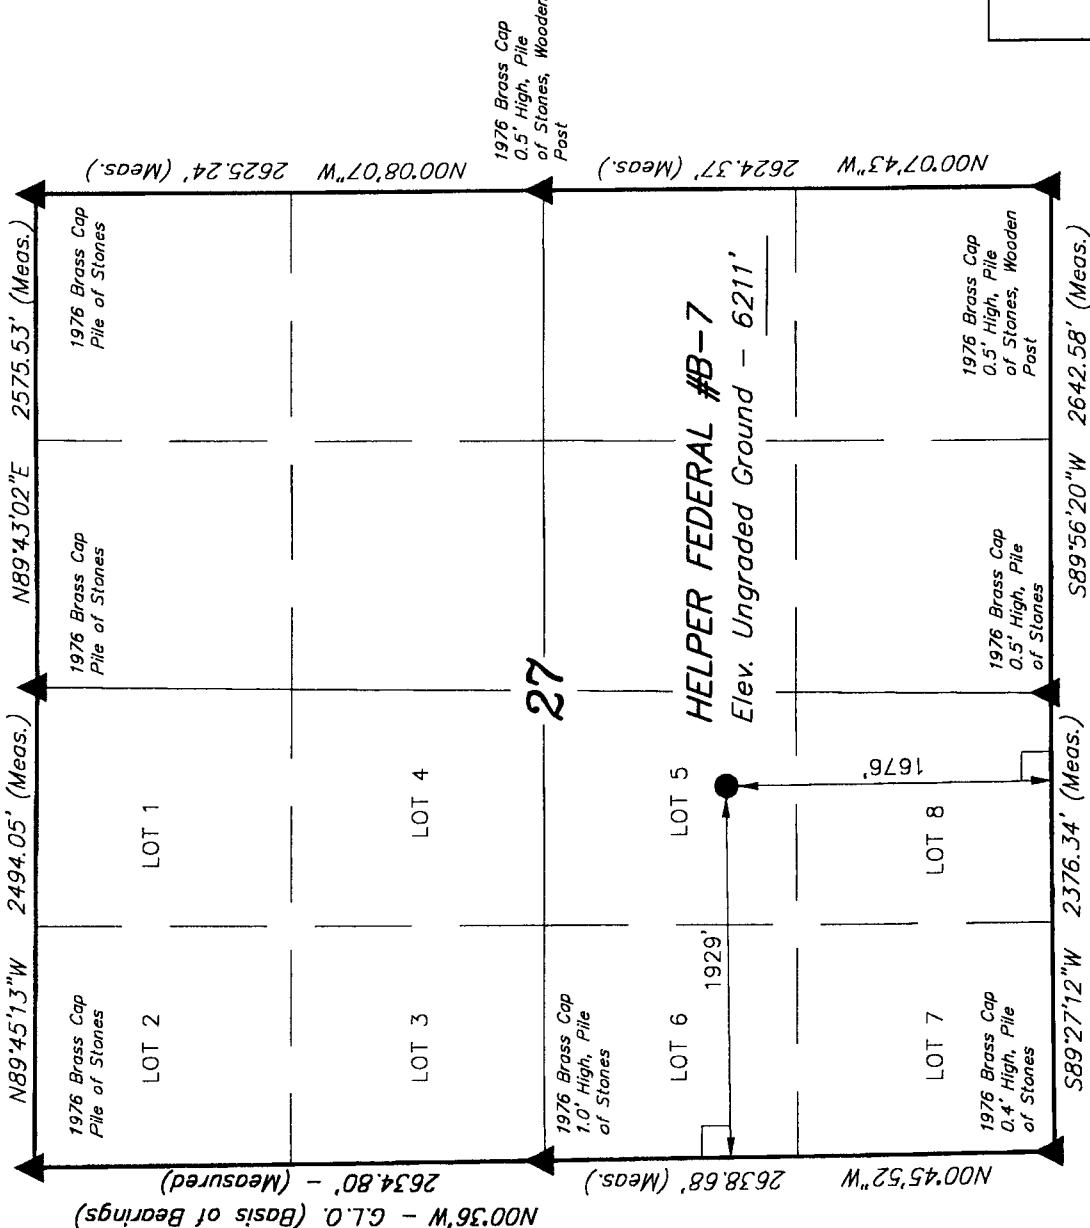 N89°45'13"W 2494.05' (Meas.)
N89°43'02"E 2575.53' (Meas.)
1976 Brass Cap
Pile of Stones
1976 Brass Cap
Pile of Stones
1976 Brass Cap
Pile of Stones
LOT 2
LOT 1
N00°36'W - G.L.O. (Basis of Bearings)
2634.80' - (Measured)
N00°08'07"W 2625.24' (Meas.)
LOT 3
LOT 4
27
1976 Brass Cap
0.5' High, Pile
of Stones, Wooden
Post
1976 Brass Cap
1.0' High, Pile
of Stones
LOT 6
LOT 5
HELPER FEDERAL #B-7
Elev. Ungraded Ground - 6211'
1929'
1676'
N00°45'52"W 2638.68' (Meas.)
N00°07'43"W 2624.37' (Meas.)
LOT 7
LOT 8
1976 Brass Cap
0.4' High, Pile
of Stones
1976 Brass Cap
0.5' High, Pile
of Stones
1976 Brass Cap
0.5' High, Pile
of Stones, Wooden
Post
S89°27'12"W 2376.34' (Meas.)
S89°56'20"W 2642.58' (Meas.)